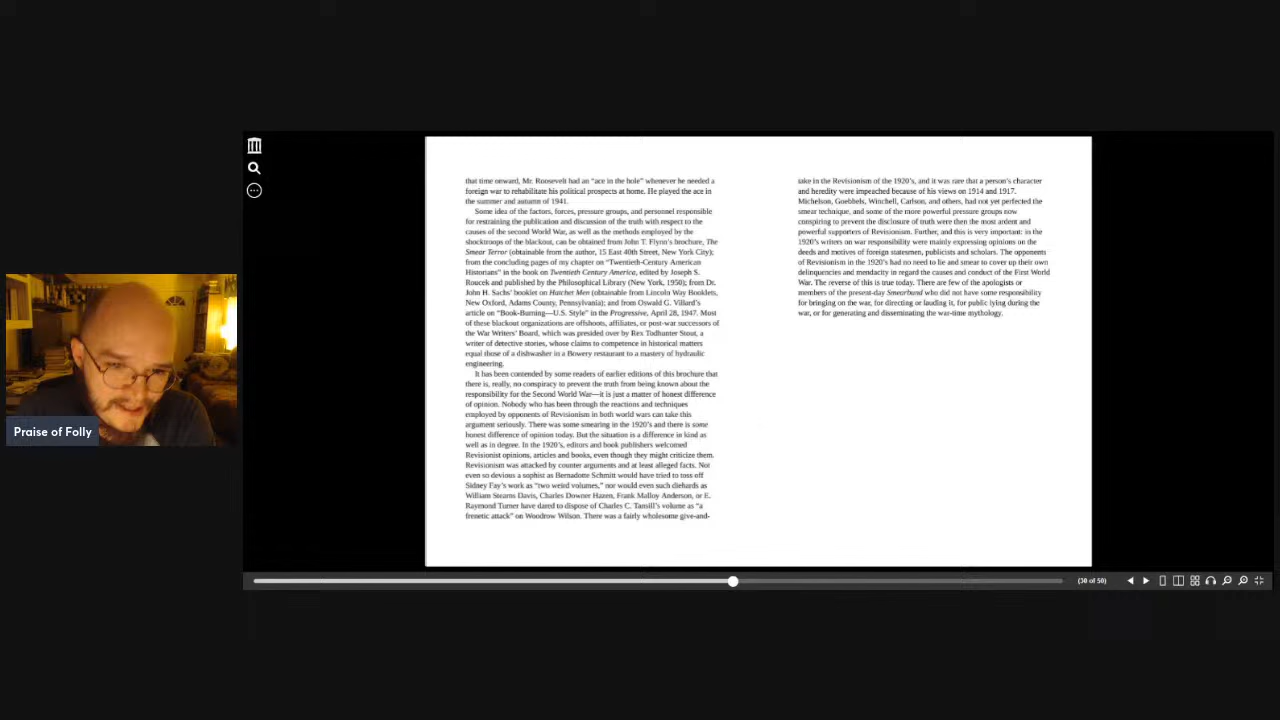 that time onward, Mr. Roosevelt had an “ace in the hole” whenever he needed a
foreign war to rehabilitate his political prospects at home. He played the ace in
the summer and autumn of 1941.
Some idea of the factors, forces, pressure groups, and personnel responsible
for restraining the publication and discussion of the truth with respect to the
causes of the second World War, as well as the methods employed by the
shocktroops of the blackout, can be obtained from John T. Flynn’s brochure, The
Smear Terror (obtainable from the author, 15 East 40th Street, New York City);
from the concluding pages of my chapter on “Twentieth-Century American
Historians” in the book on Twentieth Century America, edited by Joseph S.
Roucek and published by the Philosophical Library (New York, 1950); from Dr.
John H. Sachs’ booklet on Hatchet Men (obtainable from Lincoln Way Booklets,
New Oxford, Adams County, Pennsylvania); and from Oswald G. Villard’s
article on “Book-Burning—U.S. Style” in the Progressive, April 28, 1947. Most
of these blackout organizations are offshoots, affiliates, or post-war successors of
the War Writers’ Board, which was presided over by Rex Todhunter Stout, a
writer of detective stories, whose claims to competence in historical matters
equal those of a dishwasher in a Bowery restaurant to a mastery of hydraulic
engineering.
It has been contended by some readers of earlier editions of this brochure that
there is, really, no conspiracy to prevent the truth from being known about the
responsibility for the Second World War—it is just a matter of honest difference
of opinion. Nobody who has been through the reactions and techniques
employed by opponents of Revisionism in both world wars can take this
argument seriously. There was some smearing in the 1920’s and there is some
honest difference of opinion today. But the situation is a difference in kind as
well as in degree. In the 1920’s, editors and book publishers welcomed
Revisionist opinions, articles and books, even though they might criticize them.
Revisionism was attacked by counter arguments and at least alleged facts. Not
even so devious a sophist as Bernadotte Schmitt would have tried to toss off
Sidney Fay’s work as “two weird volumes,” nor would even such diehards as
William Stearns Davis, Charles Downer Hazen, Frank Malloy Anderson, or E.
Raymond Turner have dared to dispose of Charles C. Tansill’s volume as “a
frenetic attack” on Woodrow Wilson. There was a fairly wholesome give-and-
take in the Revisionism of the 1920’s, and it was rare that a person’s character
and heredity were impeached because of his views on 1914 and 1917.
Michelson, Goebbels, Winchell, Carlson, and others, had not yet perfected the
smear technique, and some of the more powerful pressure groups now
conspiring to prevent the disclosure of truth were then the most ardent and
powerful supporters of Revisionism. Further, and this is very important: in the
1920’s writers on war responsibility were mainly expressing opinions on the
deeds and motives of foreign statesmen, publicists and scholars. The opponents
of Revisionism in the 1920’s had no need to lie and smear to cover up their own
delinquencies and mendacity in regard the causes and conduct of the First World
War. The reverse of this is true today. There are few of the apologists or
members of the present-day Smearbund who did not have some responsibility
for bringing on the war, for directing or lauding it, for public lying during the
war, or for generating and disseminating the war-time mythology.
Praise of Folly
(38 of 50)